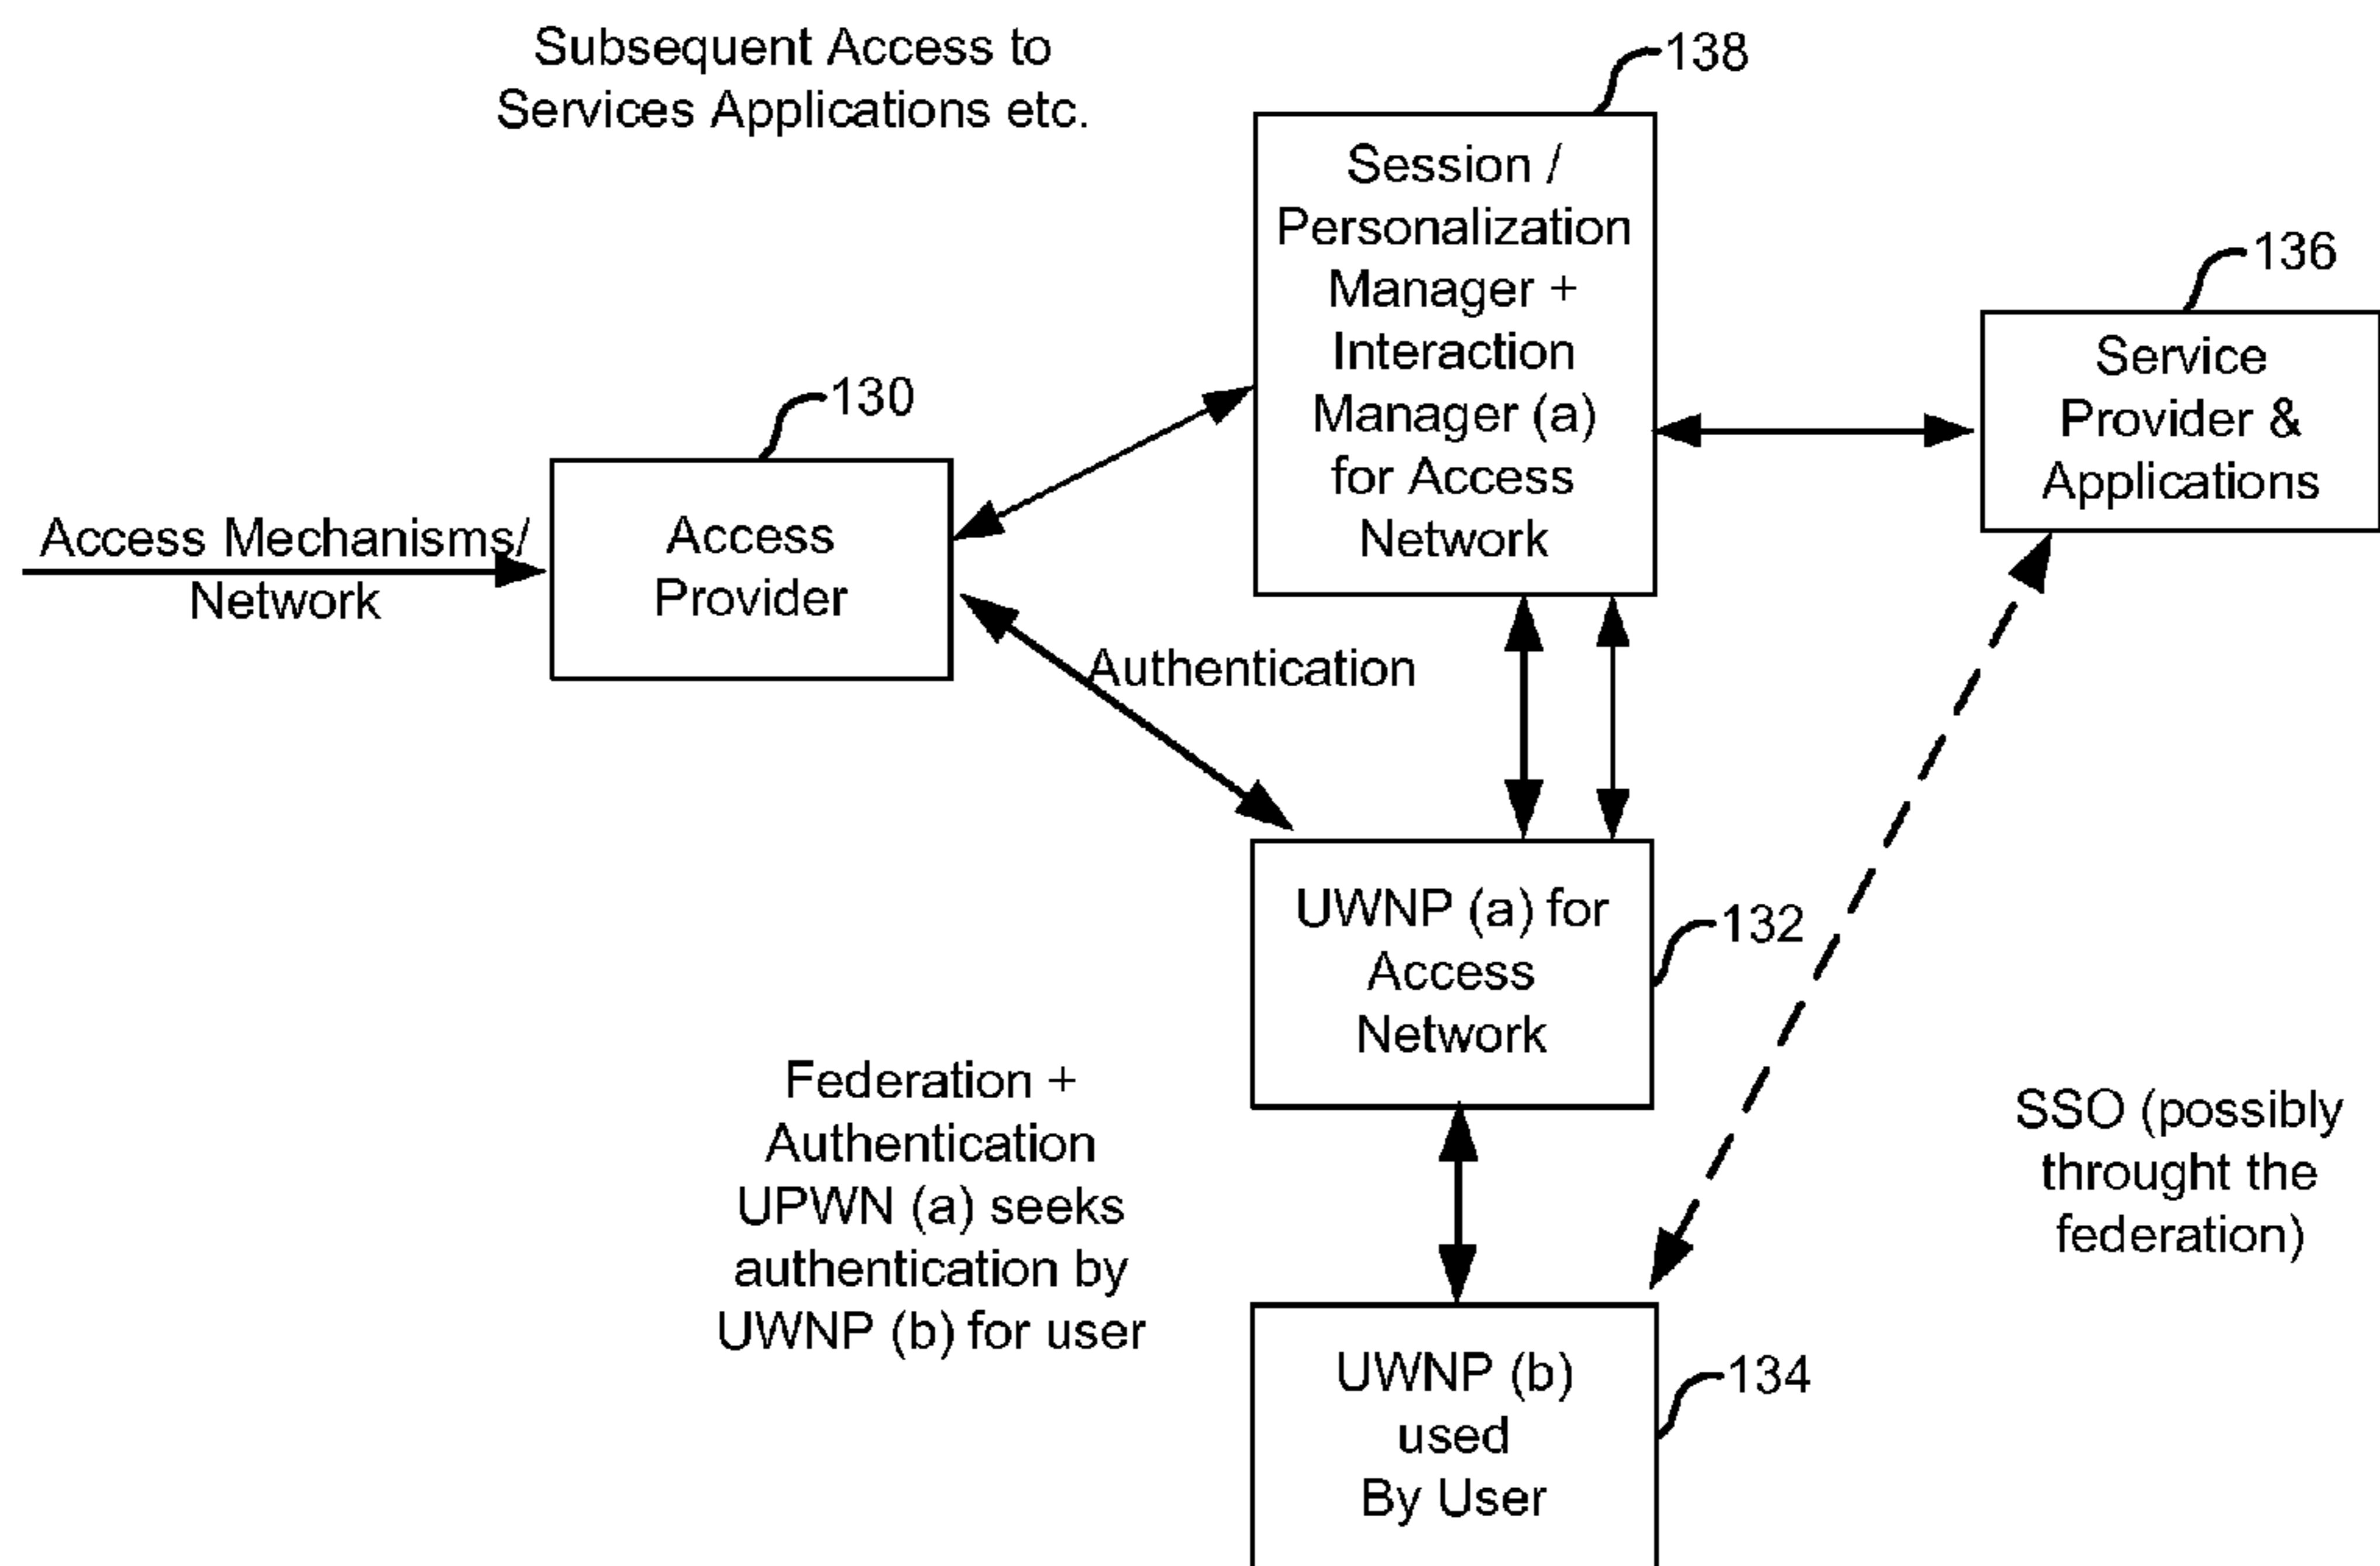 Subsequent Access to
Services Applications etc.
138
Session /
Personalization
Manager +
Interaction
Manager (a)
for Access
Network
136
Service
Provider &
Applications
130
Access
Provider
Access Mechanisms/
Network
Authentication
UWNP (a) for
Access
Network
132
Federation +
Authentication
UPWN (a) seeks
authentication by
UWNP (b) for user
SSO (possibly
throught the
federation)
UWNP (b)
used
By User
134